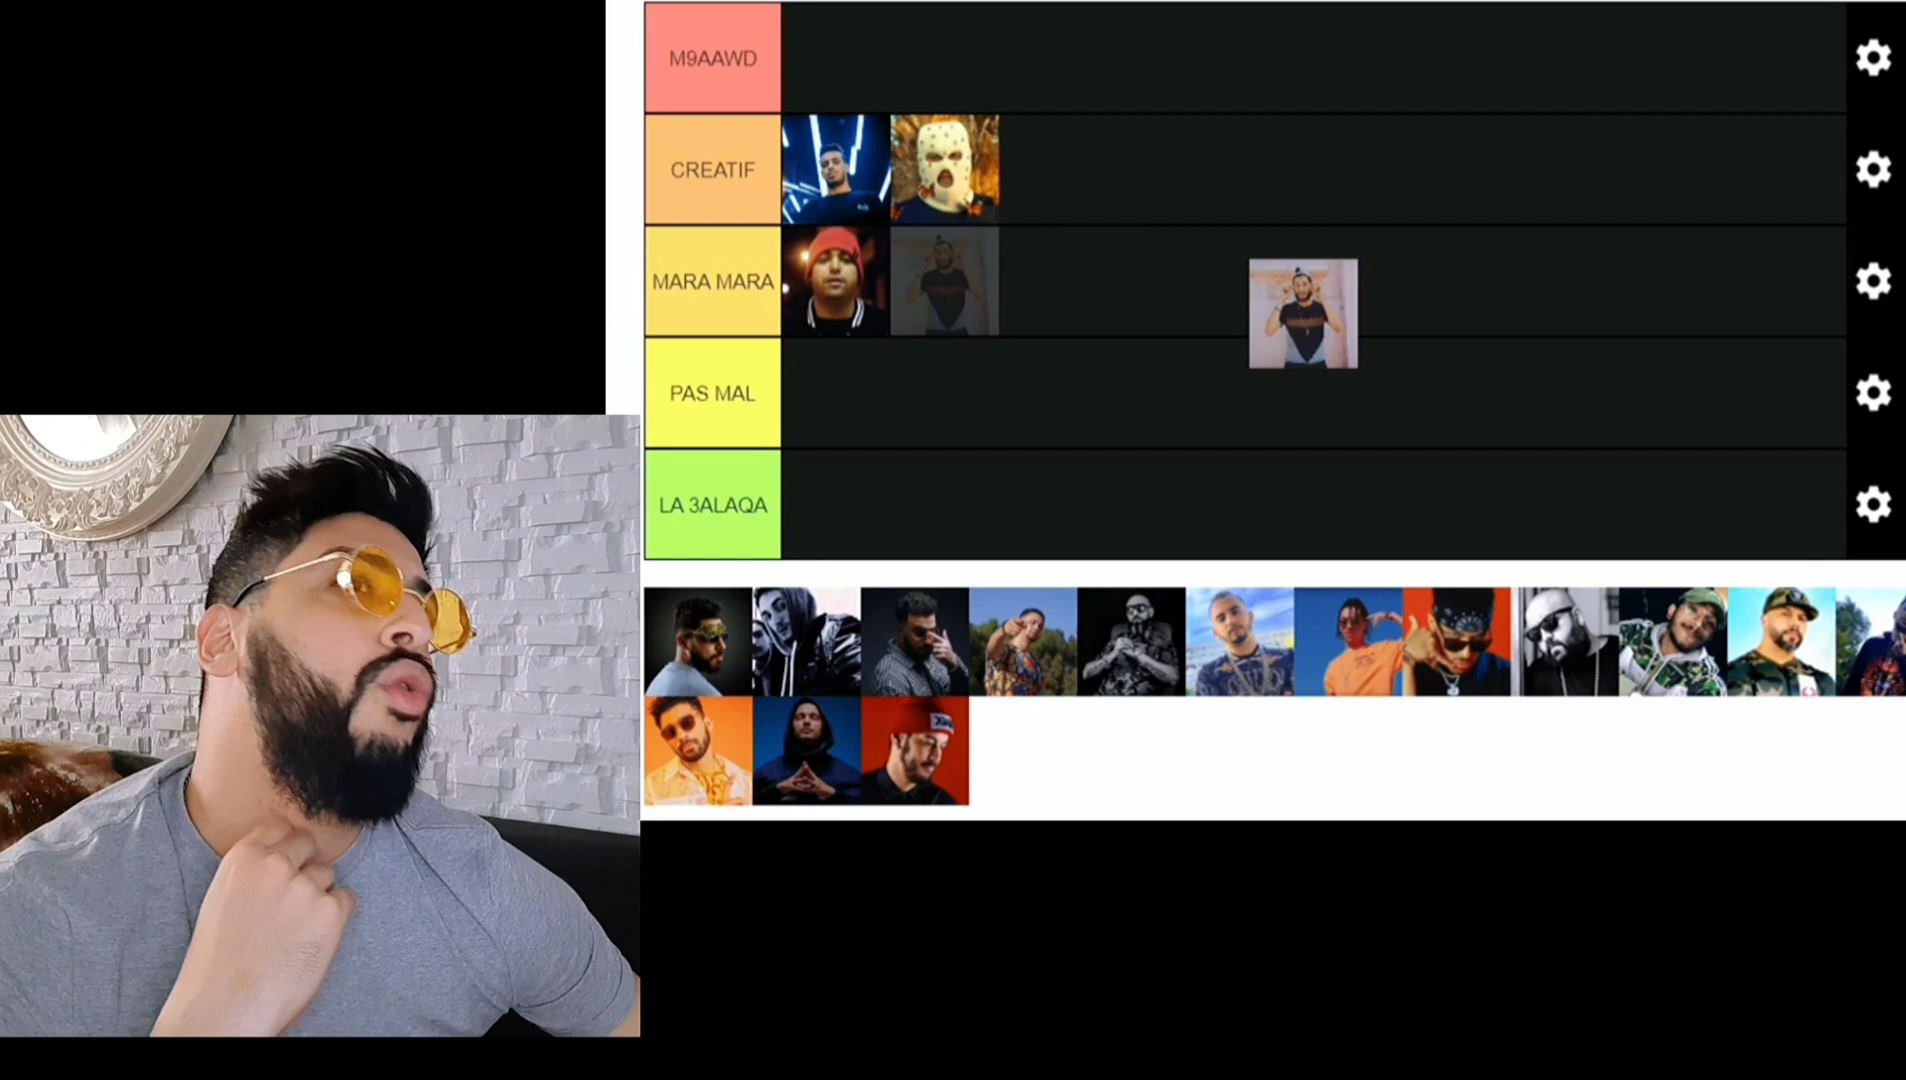 M9AAWD
CREATIF
MARA MARA
PAS MAL
LA 3ALAQA